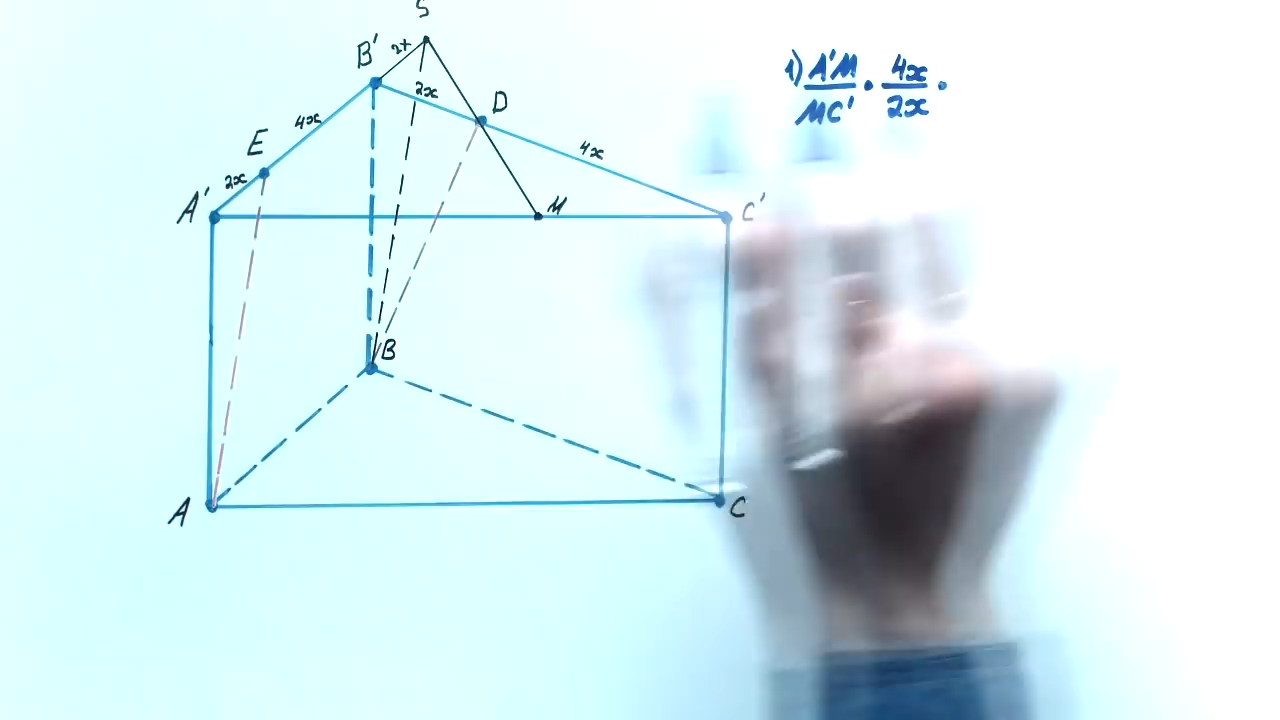 S
B'
2x
2x
D
4x
E
4x
2x
A'
M
C'
B
A
C
1) A'M/MC' · 4x/2x ·